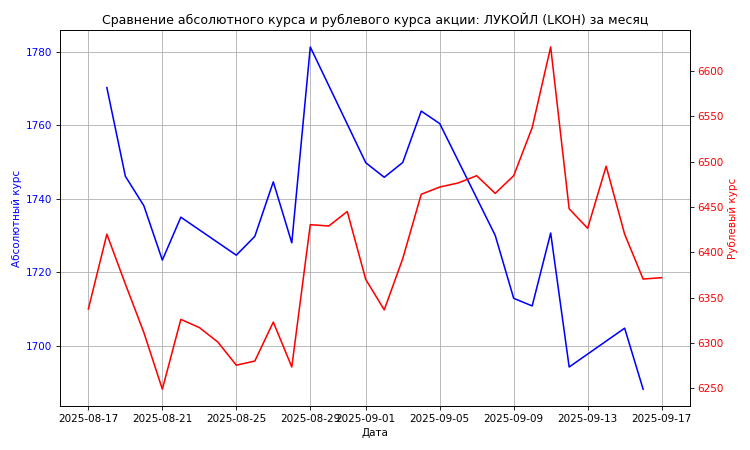 Сравнение абсолютного курса и рублевого курса акции: ЛУКОЙЛ (LKOH) за месяц
1780
1760
1740
1720
1700
Абсолютный курс
6600
6550
6500
6450
6400
6350
6300
6250
Рублевый курс
2025-08-17 2025-08-21 2025-08-25 2025-08-29 2025-09-01 2025-09-05 2025-09-09 2025-09-13 2025-09-17
Дата